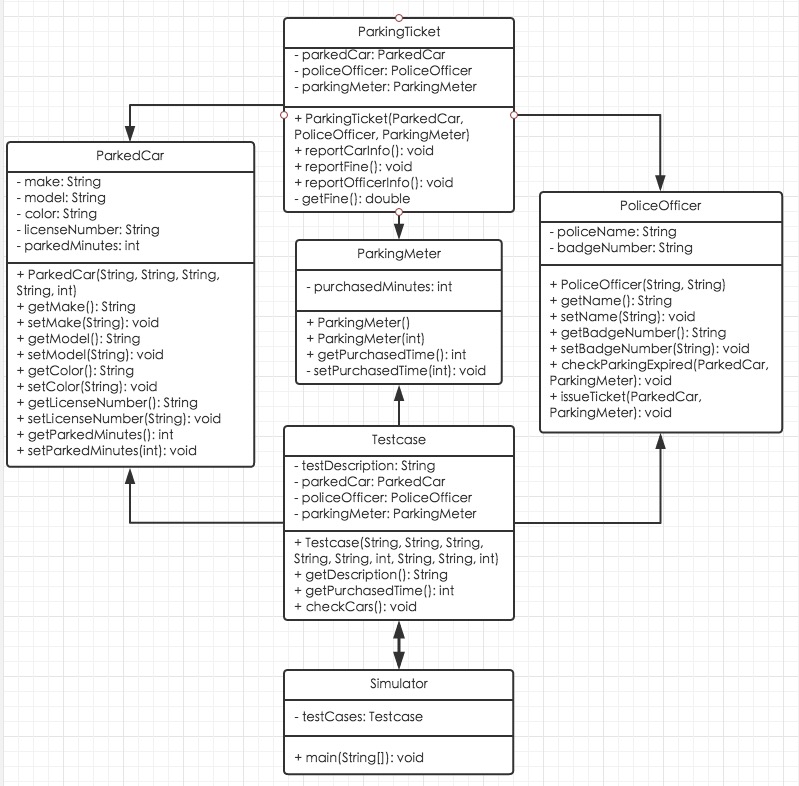 ParkingTicket
- parkedCar: ParkedCar
- policeOfficer: PoliceOfficer
- parkingMeter: ParkingMeter
+ ParkingTicket(ParkedCar,
PoliceOfficer, ParkingMeter)
+ reportCarInfo(): void
+ reportFine(): void
+ reportOfficerInfo(): void
- getFine(): double
ParkedCar
- make: String
- model: String
- color: String
- licenseNumber: String
- parkedMinutes: int
+ ParkedCar(String, String, String,
String, int)
+ getMake(): String
+ setMake(String): void
+ getModel(): String
+ setModel(String): void
+ getColor(): String
+ setColor(String): void
+ getLicenseNumber(): String
+ setLicenseNumber(String): void
+ getParkedMinutes(): int
+ setParkedMinutes(int): void
ParkingMeter
- purchasedMinutes: int
+ ParkingMeter()
+ ParkingMeter(int)
+ getPurchasedTime(): int
- setPurchasedTime(int): void
PoliceOfficer
- policeName: String
- badgeNumber: String
+ PoliceOfficer(String, String)
+ getName(): String
+ setName(String): void
+ getBadgeNumber(): String
+ setBadgeNumber(String): void
+ checkParkingExpired(ParkedCar,
ParkingMeter): void
+ issueTicket(ParkedCar,
ParkingMeter): void
Testcase
- testDescription: String
- parkedCar: ParkedCar
- policeOfficer: PoliceOfficer
- parkingMeter: ParkingMeter
+ Testcase(String, String, String,
String, String, int, String, String, int)
+ getDescription(): String
+ getPurchasedTime(): int
+ checkCars(): void
Simulator
- testCases: Testcase
+ main(String[]): void